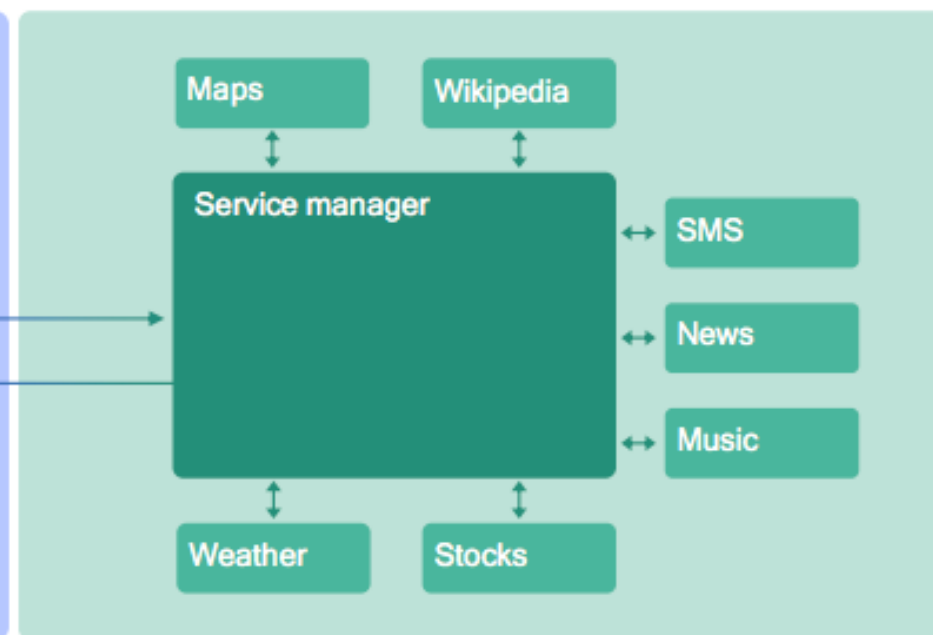 Maps
Wikipedia
Service manager
SMS
News
Music
Weather
Stocks